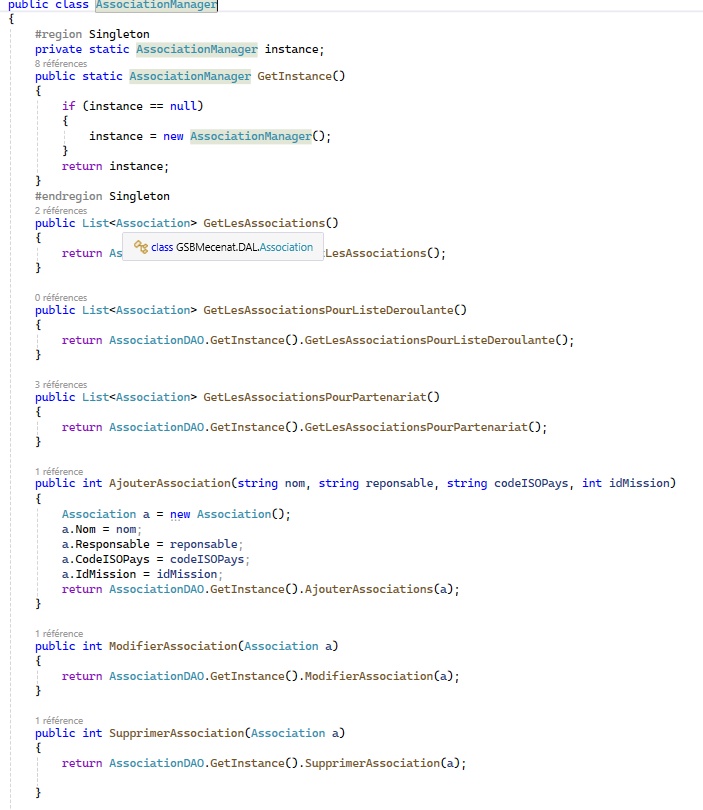 public class AssociationManager
{
#region Singleton
private static AssociationManager instance;
8 références
public static AssociationManager GetInstance()
{
if (instance == null)
{
instance = new AssociationManager();
}
return instance;
}
#endregion Singleton
2 références
public List<Association> GetLesAssociations()
{
class GSBMecenat.DAL.Association
return As LesAssociations();
}
0 références
public List<Association> GetLesAssociationsPourListeDeroulante()
{
return AssociationDAO.GetInstance().GetLesAssociationsPourListeDeroulante();
}
3 références
public List<Association> GetLesAssociationsPourPartenariat()
{
return AssociationDAO.GetInstance().GetLesAssociationsPourPartenariat();
}
1 référence
public int AjouterAssociation(string nom, string reponsable, string codeISOPays, int idMission)
{
Association a = new Association();
a.Nom = nom;
a.Responsable = reponsable;
a.CodeISOPays = codeISOPays;
a.IdMission = idMission;
return AssociationDAO.GetInstance().AjouterAssociations(a);
}
1 référence
public int ModifierAssociation(Association a)
{
return AssociationDAO.GetInstance().ModifierAssociation(a);
}
1 référence
public int SupprimerAssociation(Association a)
{
return AssociationDAO.GetInstance().SupprimerAssociation(a);
}